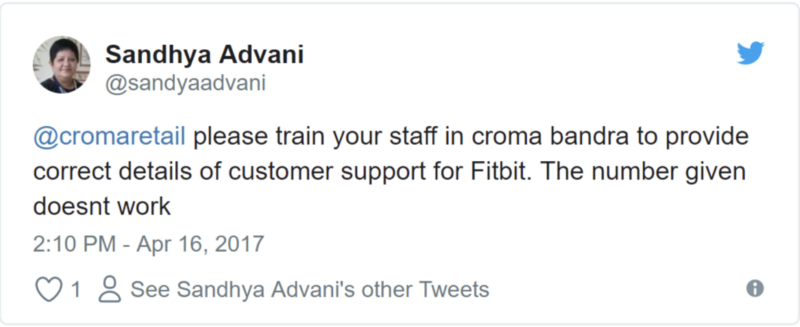 Sandhya Advani
@sandyaadvani
@cromaretail please train your staff in croma bandra to provide
correct details of customer support for Fitbit. The number given
doesnt work
2:10 PM - Apr 16, 2017
1 See Sandhya Advani's other Tweets